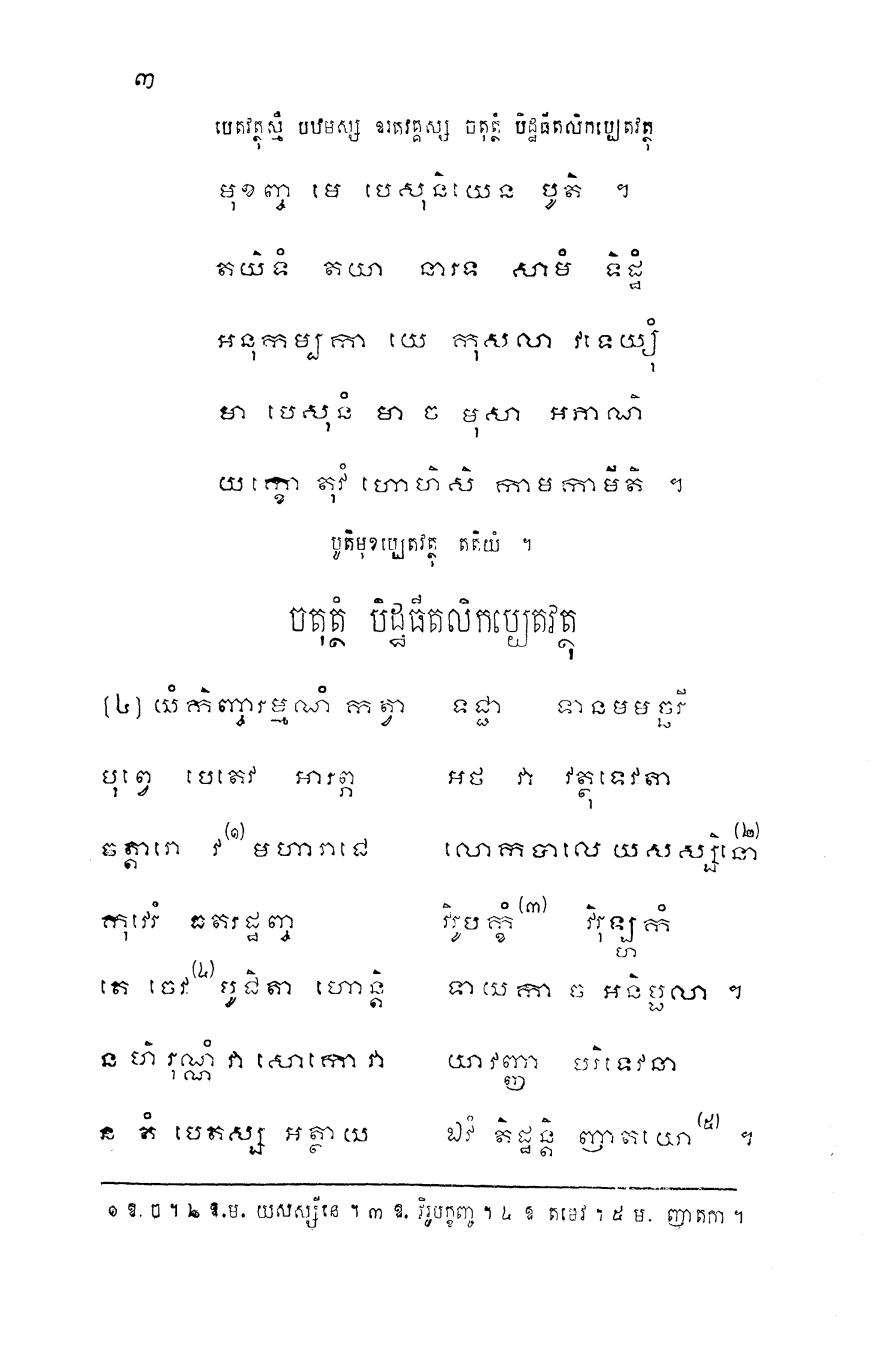 ៣
បេតវត្ថុស្មឹ បឋមស្ស ឧរគវគ្គស្ស ចតុត្ថំ បិដ្ឋធីតលិកប្បេតវត្ថុ
មុខញ្ច មេ បេសុនិយេន បូតិ ។
តយិទំ តយា នារទ សាមំ ទិដ្ឋំ
អនុកម្បកា យេ កុសលា វទេយ្យុំ
មា បេសុនំ មា ច មុសា អភាណិ
យក្ខោ តុវំ ហោហិសិ កាមកាមីតិ ។
បូតិមុខប្បេតវត្ថុ តតិយំ ។
ចតុត្ថំ បិដ្ឋធីតលិកប្បេតវត្ថុ
(៤) យំកិញ្ចារម្មណំ កត្វា ទជ្ជា ទានមមច្ឆរី
បុព្វេ បេតេវ អារព្ភ អថ វា វត្ថុទេវតា
ចត្តារោ វ(១)មហារាជេ លោកបាលេ យសស្សិនោ(២)
កុវេរំ ធតរដ្ឋញ្ច វិរូបក្ខំ(៣) វិរុឡ្ហកំ
តេ ចេវ(៤)បូជិតា ហោន្តិ ទាយកា ច អនិប្ផលា ។
ន ហិ រុណ្ណំ វា សោកោ វា យាវញ្ញា បរិទេវនា
ន តំ បេតស្ស អត្ថាយ ឯវំ តិដ្ឋន្តិ ញាតយោ(៥) ។
១ ឱ. ច ។ ២ ឱ.ម. យសស្សិនេ ។ ៣ ឱ. វិរូបក្ខញ្ច ។ ៤ ឱ តមេវ ។ ៥ ម. ញាតកា ។